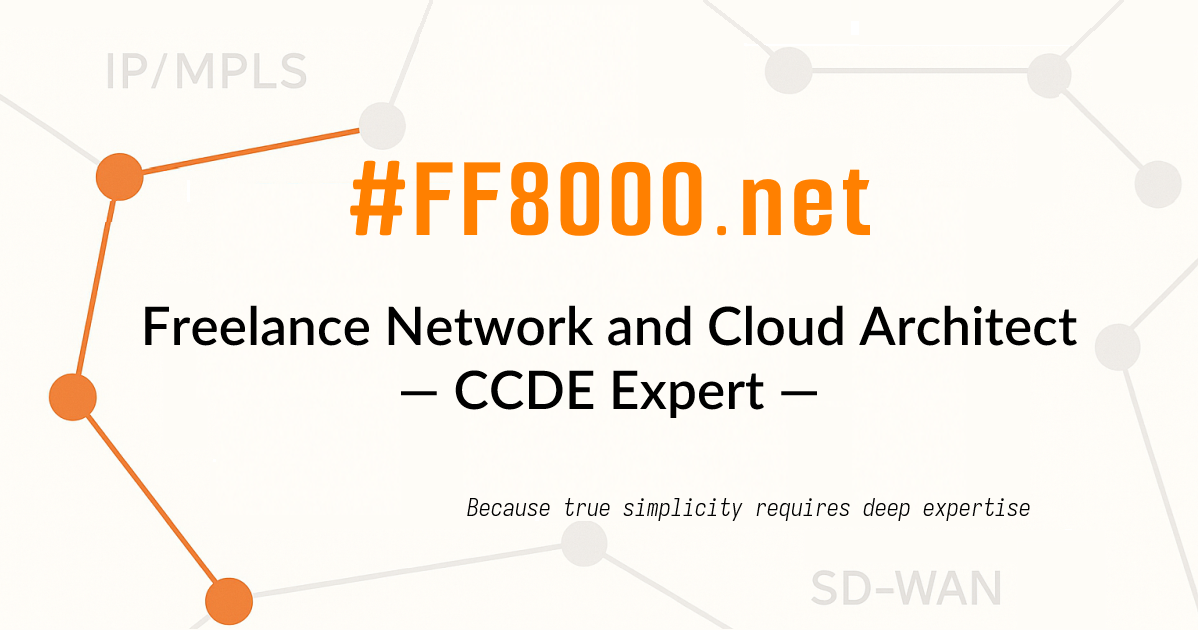 IP/MPLS
#FF8000.net
Freelance Network and Cloud Architect
— CCDE Expert —
Because true simplicity requires deep expertise
SD-WAN